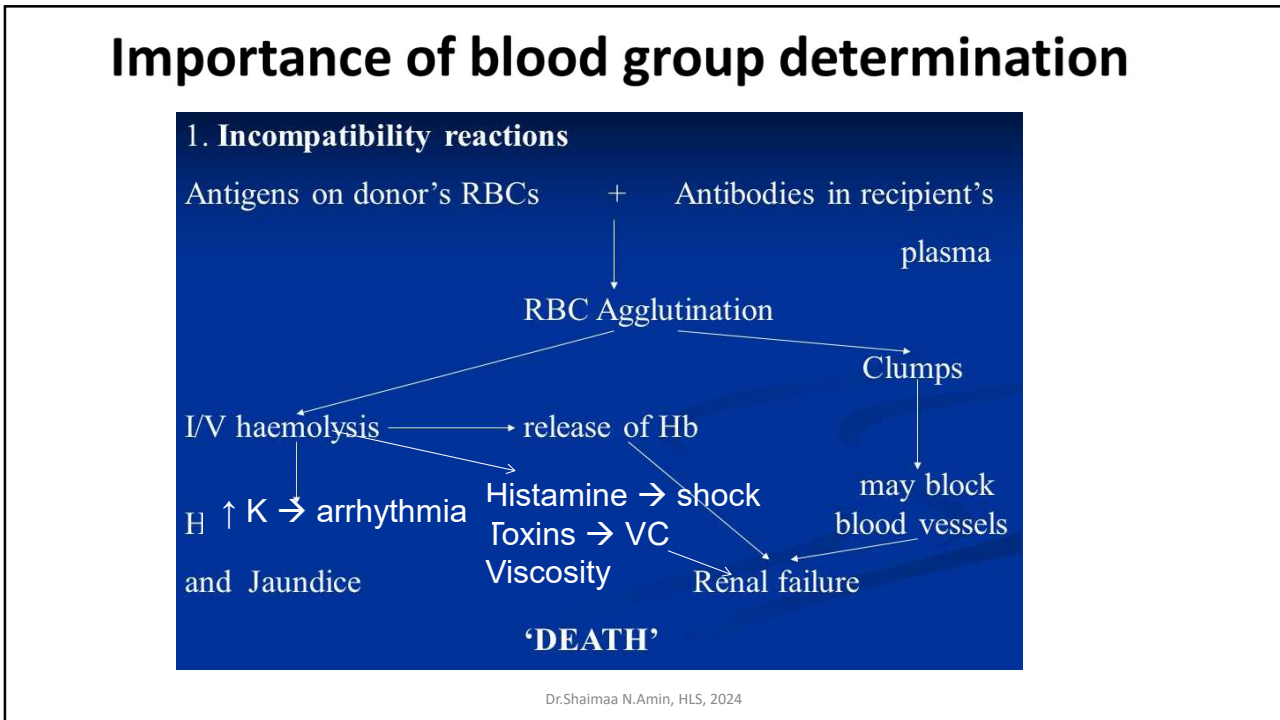 Importance of blood group determination
1. Incompatibility reactions
Antigens on donor's RBCs + Antibodies in recipient's
plasma
RBC Agglutination
Clumps
I/V haemolysis → release of Hb
H ↑ K → arrhythmia
and Jaundice
Histamine → shock
Toxins → VC
Viscosity
may block
blood vessels
Renal failure
‘DEATH’
Dr.Shaimaa N.Amin, HLS, 2024